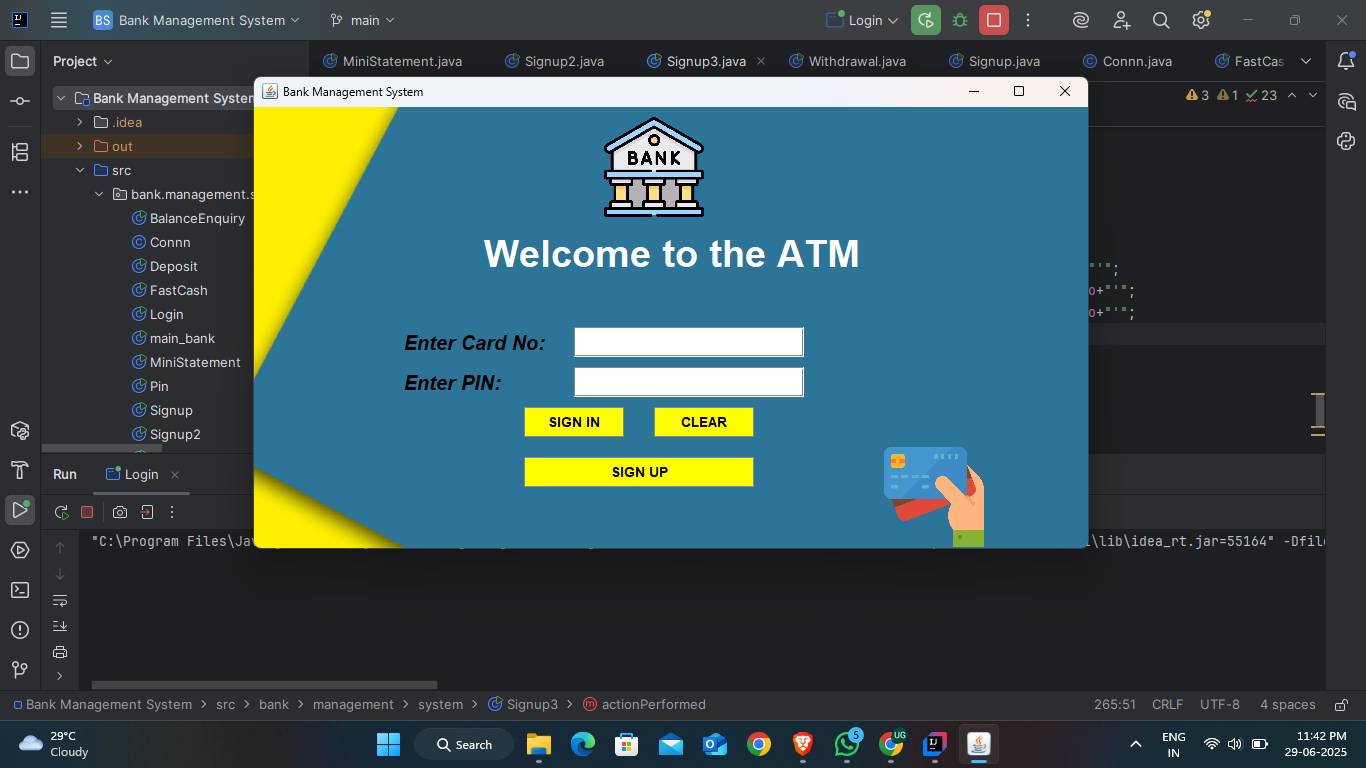 BS Bank Management System main Login
Project MiniStatement.java Signup2.java Signup3.java Withdrawal.java Signup.java Connn.java FastCas
Bank Management System
Bank Management System 3 1 23
.idea
out
src
bank.management.s
BalanceEnquiry
Connn
Deposit
FastCash
Login
main_bank
MiniStatement
Pin
Signup
Signup2
BANK
Welcome to the ATM
Enter Card No:
Enter PIN:
SIGN IN CLEAR
SIGN UP
"'";
o+"'";
o+"'";
Run Login
"C:\Program Files\Jav \lib\idea_rt.jar=55164" -Dfile
Bank Management System > src > bank > management > system > Signup3 > actionPerformed 265:51 CRLF UTF-8 4 spaces
29°C
Cloudy
Search
5
UG
ENG
IN
11:42 PM
29-06-2025